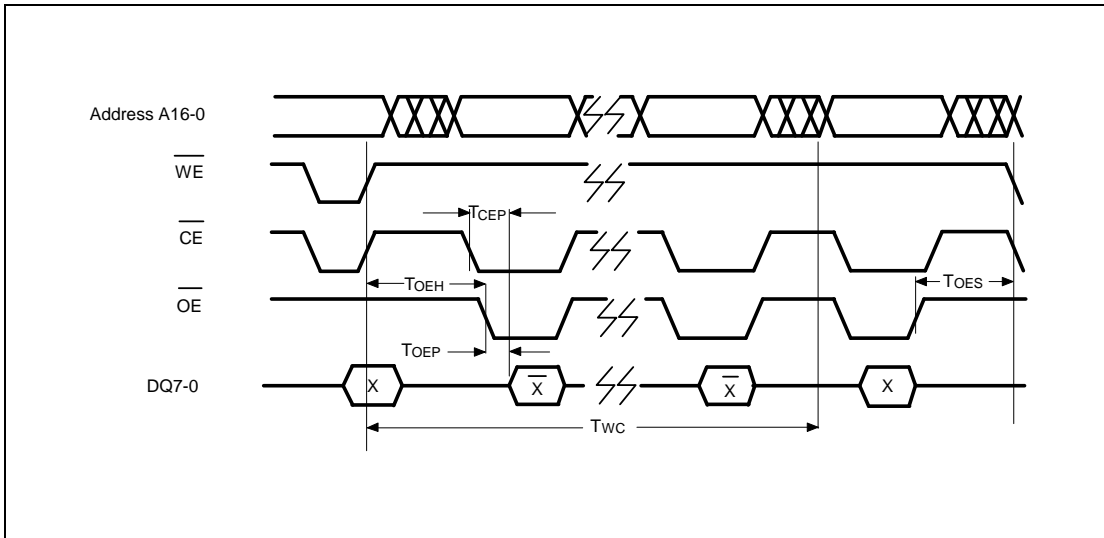 Address A16-0
WE
TCEP
CE
TOEH
TOES
OE
TOEP
DQ7-0
X
X
X
X
TWC